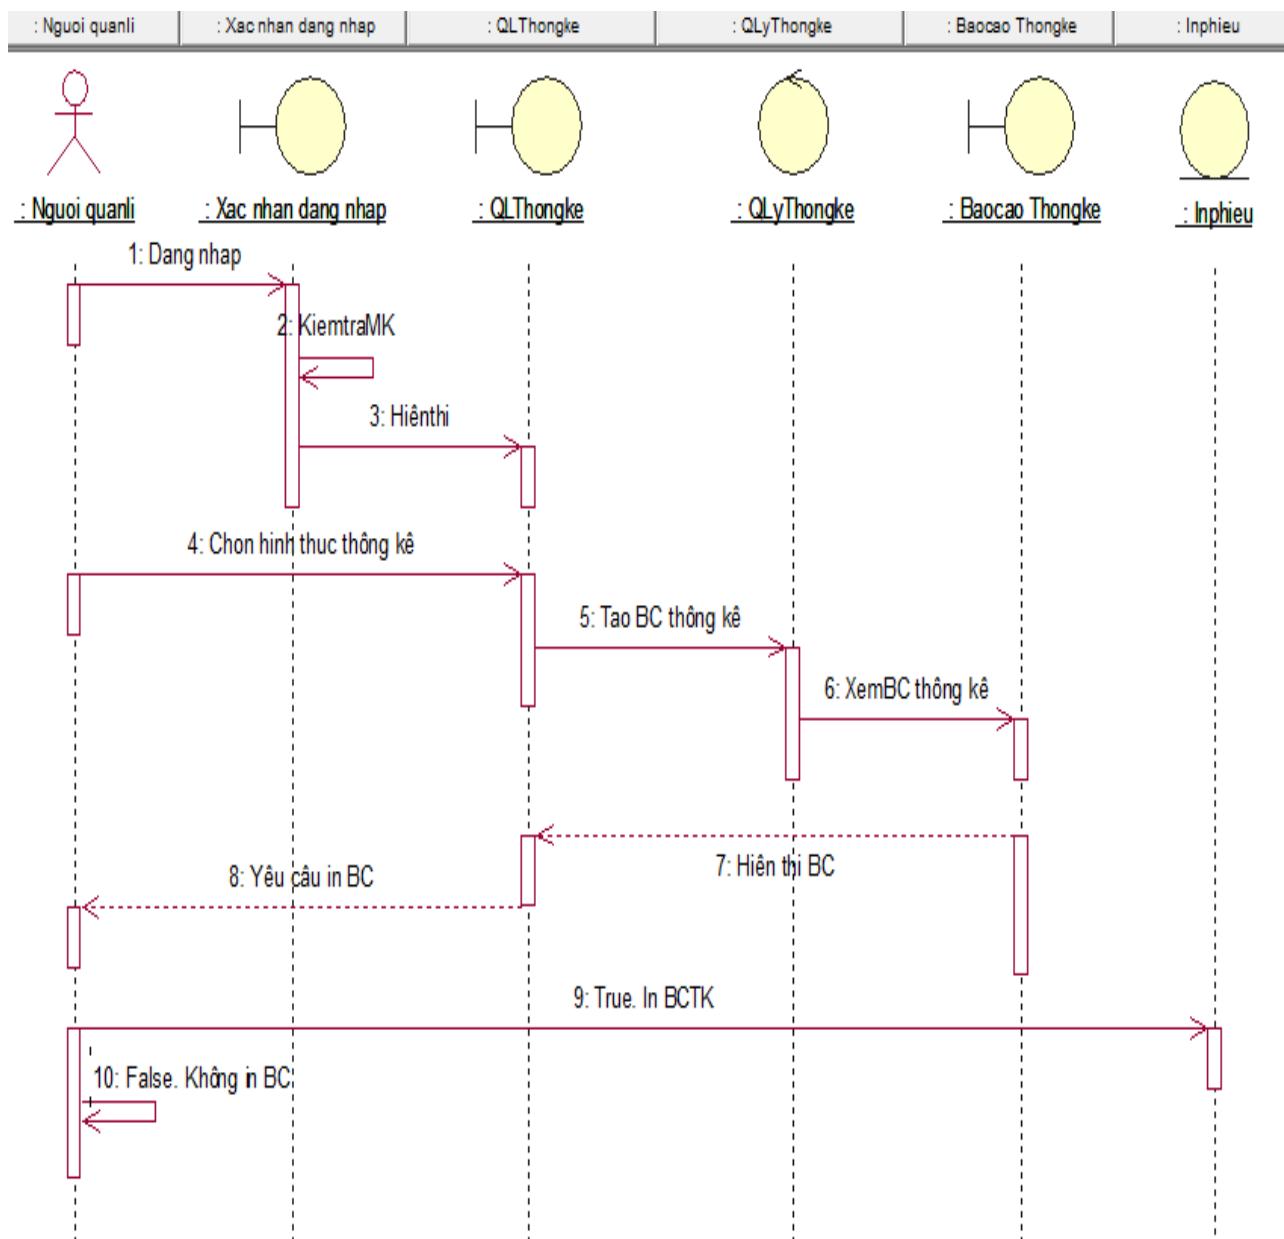 : Nguoi quanli
: Xac nhan dang nhap
: QLThongke
: QLyThongke
: Baocao Thongke
: Inphieu
: Nguoi quanli
: Xac nhan dang nhap
: QLThongke
: QLyThongke
: Baocao Thongke
: Inphieu
1: Dang nhap
2: KiemtraMK
3: Hiênthi
4: Chon hinh thuc thông kê
5: Tao BC thông kê
6: XemBC thông kê
7: Hiên thi BC
8: Yêu câu in BC
9: True. In BCTK
10: False. Không in BC